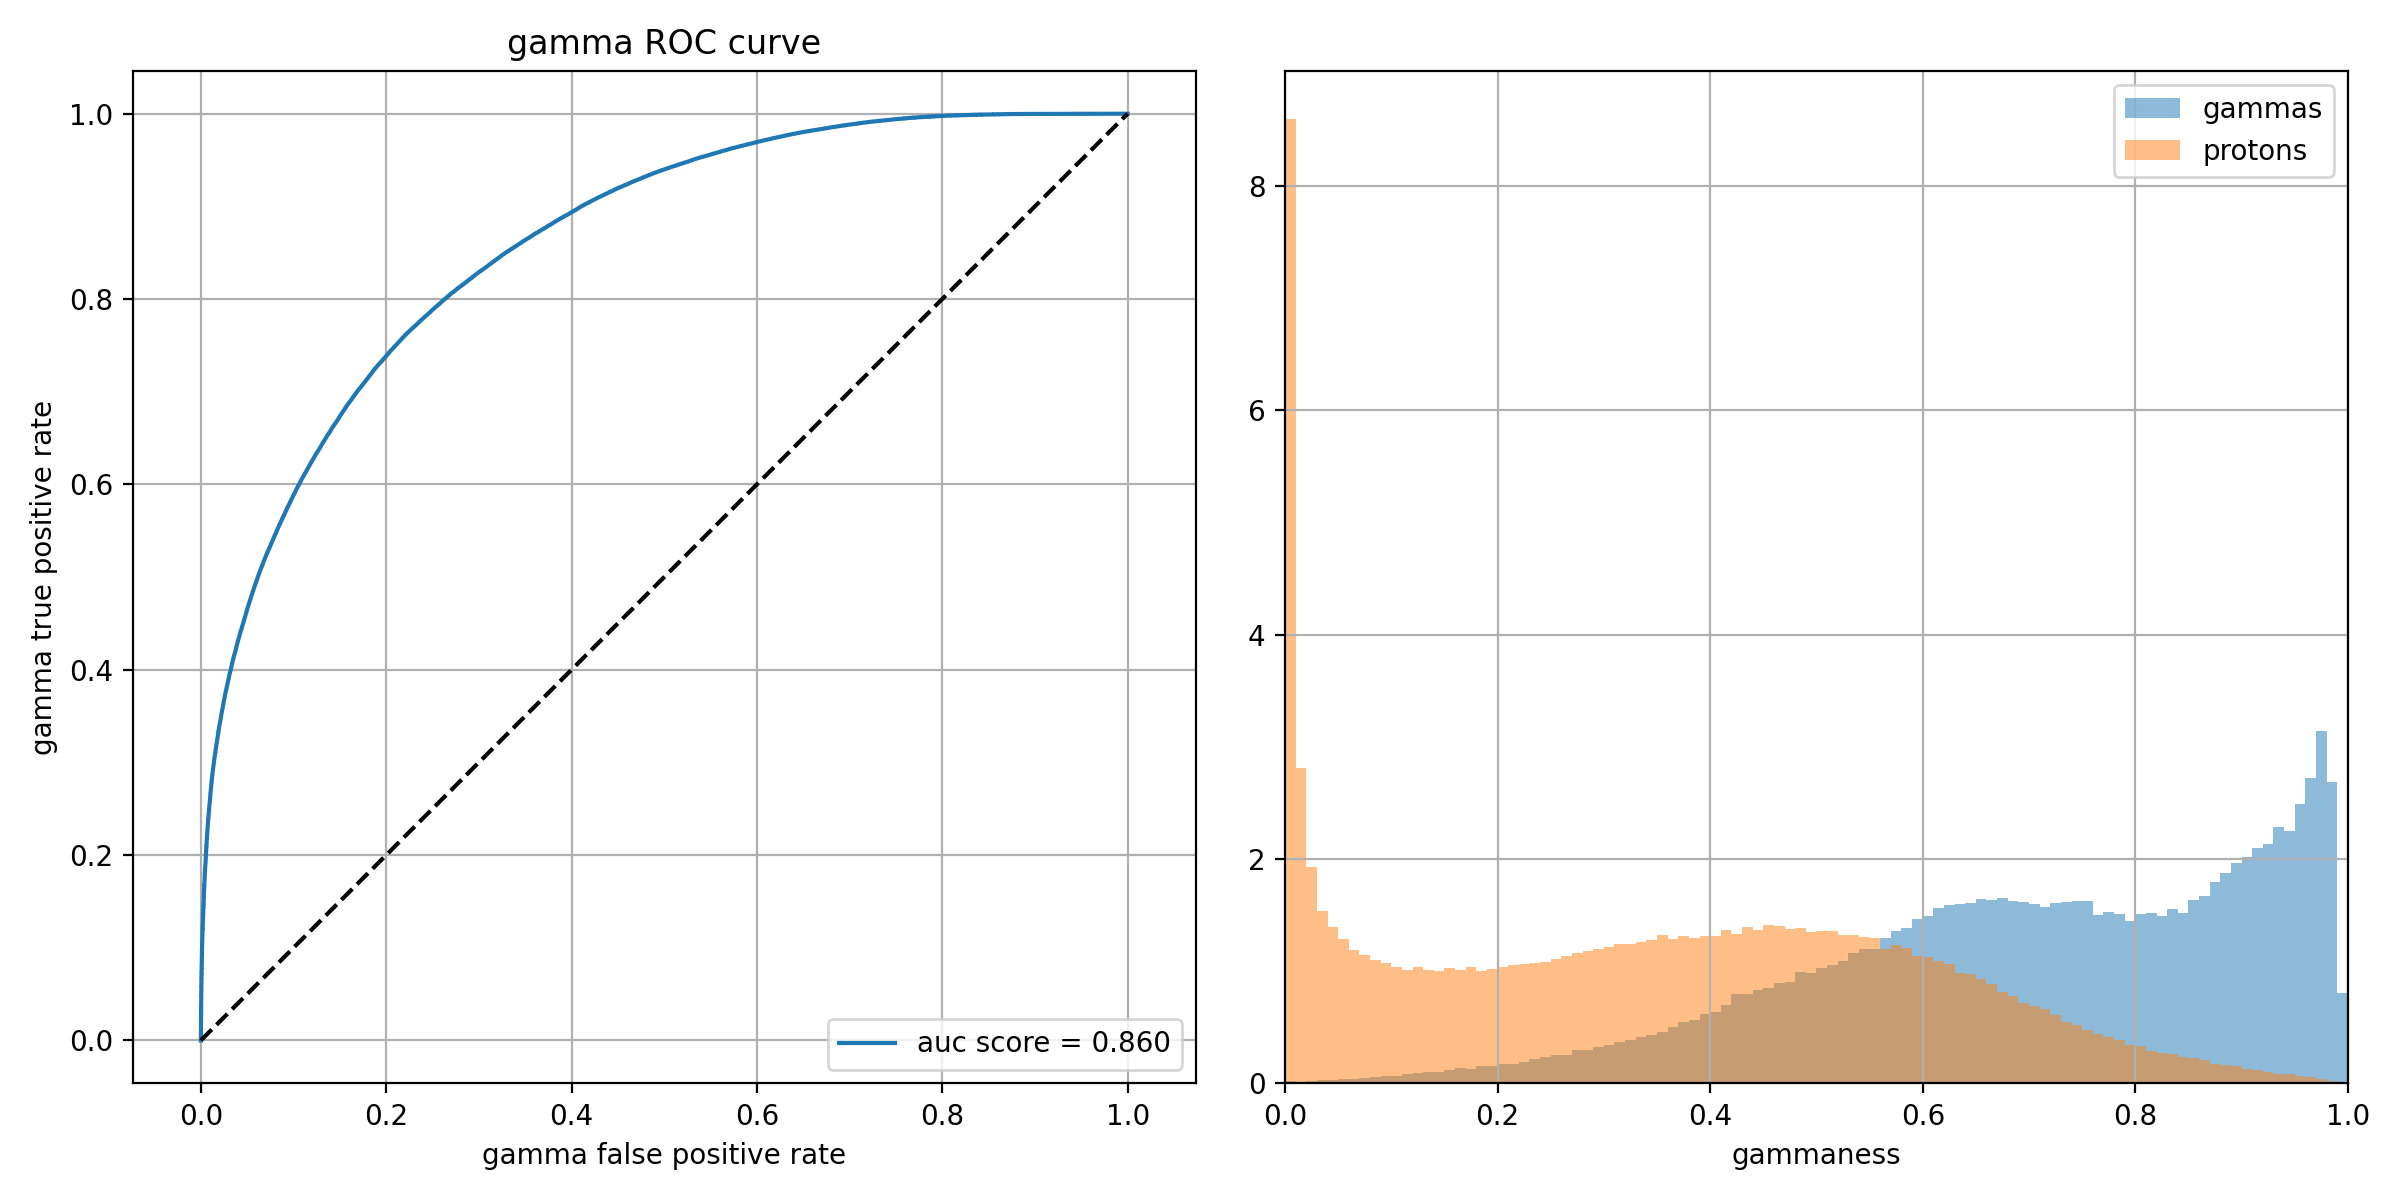 gamma ROC curve
1.0
0.8
0.6
0.4
0.2
0.0
gamma true positive rate
auc score = 0.860
0.0 0.2 0.4 0.6 0.8 1.0
gamma false positive rate
gammas
protons
8
6
4
2
0
0.0 0.2 0.4 0.6 0.8 1.0
gammaness